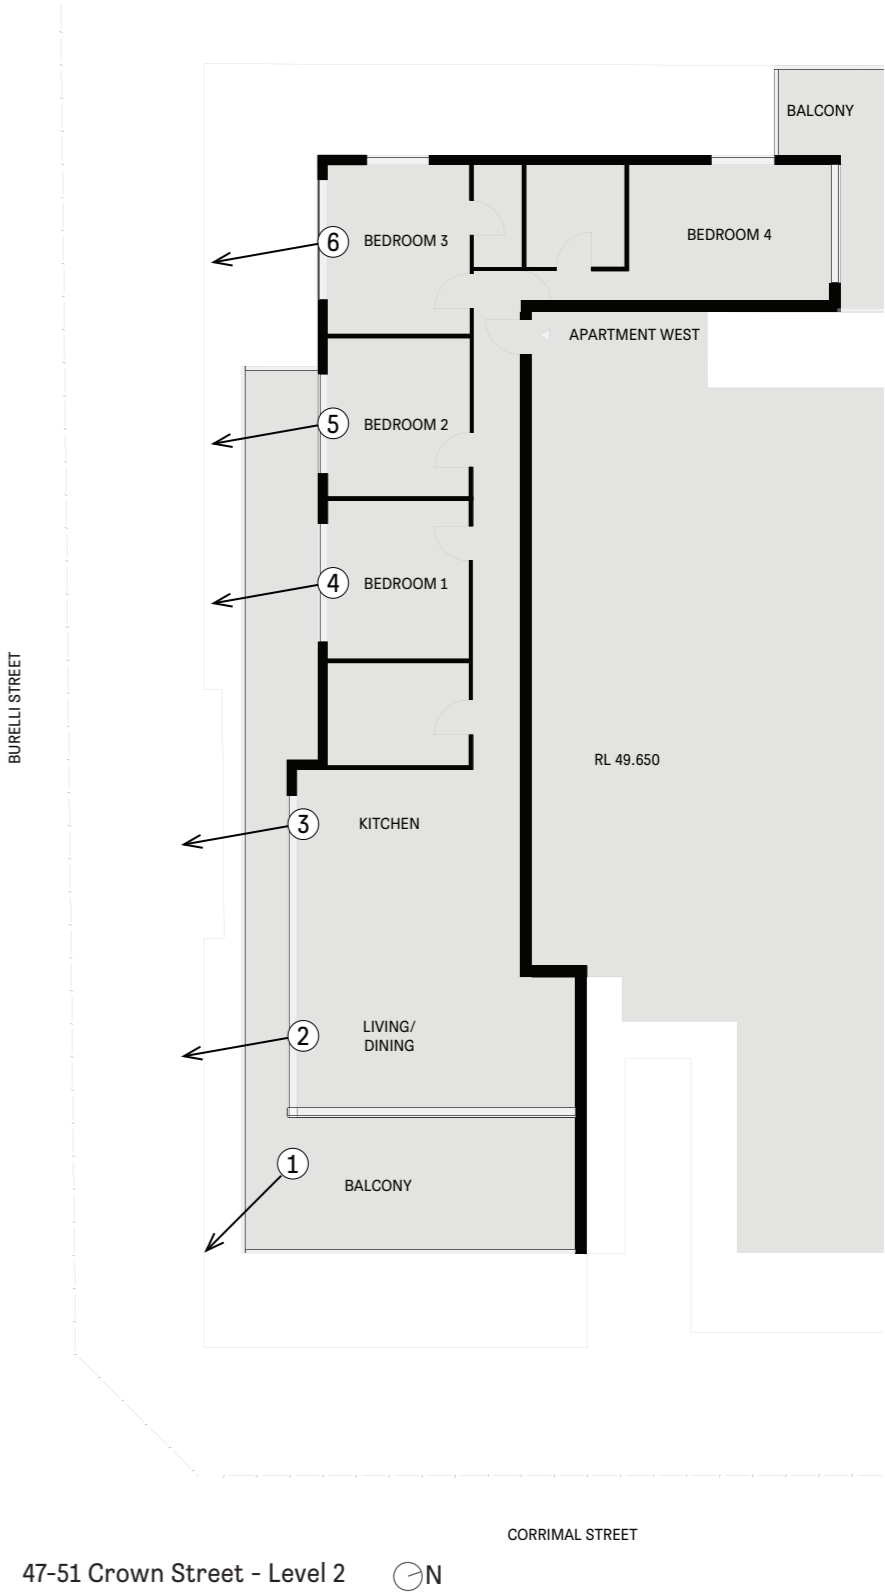 BALCONY
BEDROOM 4
6
BEDROOM 3
APARTMENT WEST
5
BEDROOM 2
4
BEDROOM 1
BURELLI STREET
RL 49.650
3
KITCHEN
2
LIVING/
DINING
1
BALCONY
CORRIMAL STREET
47-51 Crown Street - Level 2
N